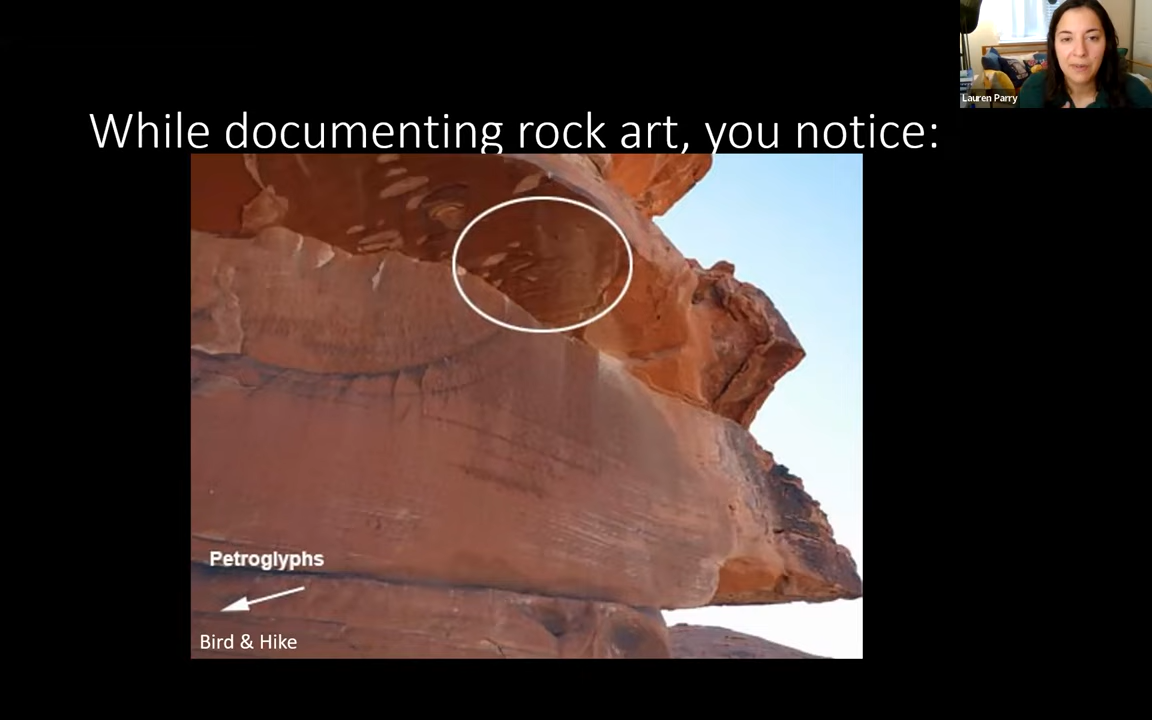 Lauren Parry
While documenting rock art, you notice:
Petroglyphs
Bird & Hike